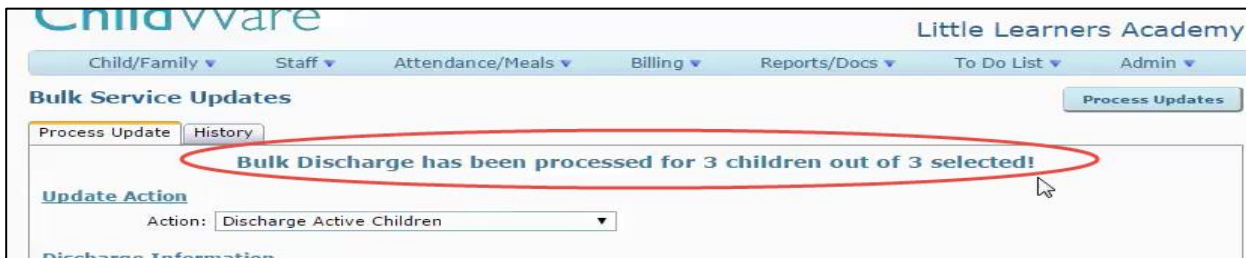 ChildWare
Little Learners Academy
Child/Family Staff Attendance/Meals Billing Reports/Docs To Do List Admin
Bulk Service Updates Process Updates
Process Update History
Bulk Discharge has been processed for 3 children out of 3 selected!
Update Action
Action: Discharge Active Children
Discharge Information